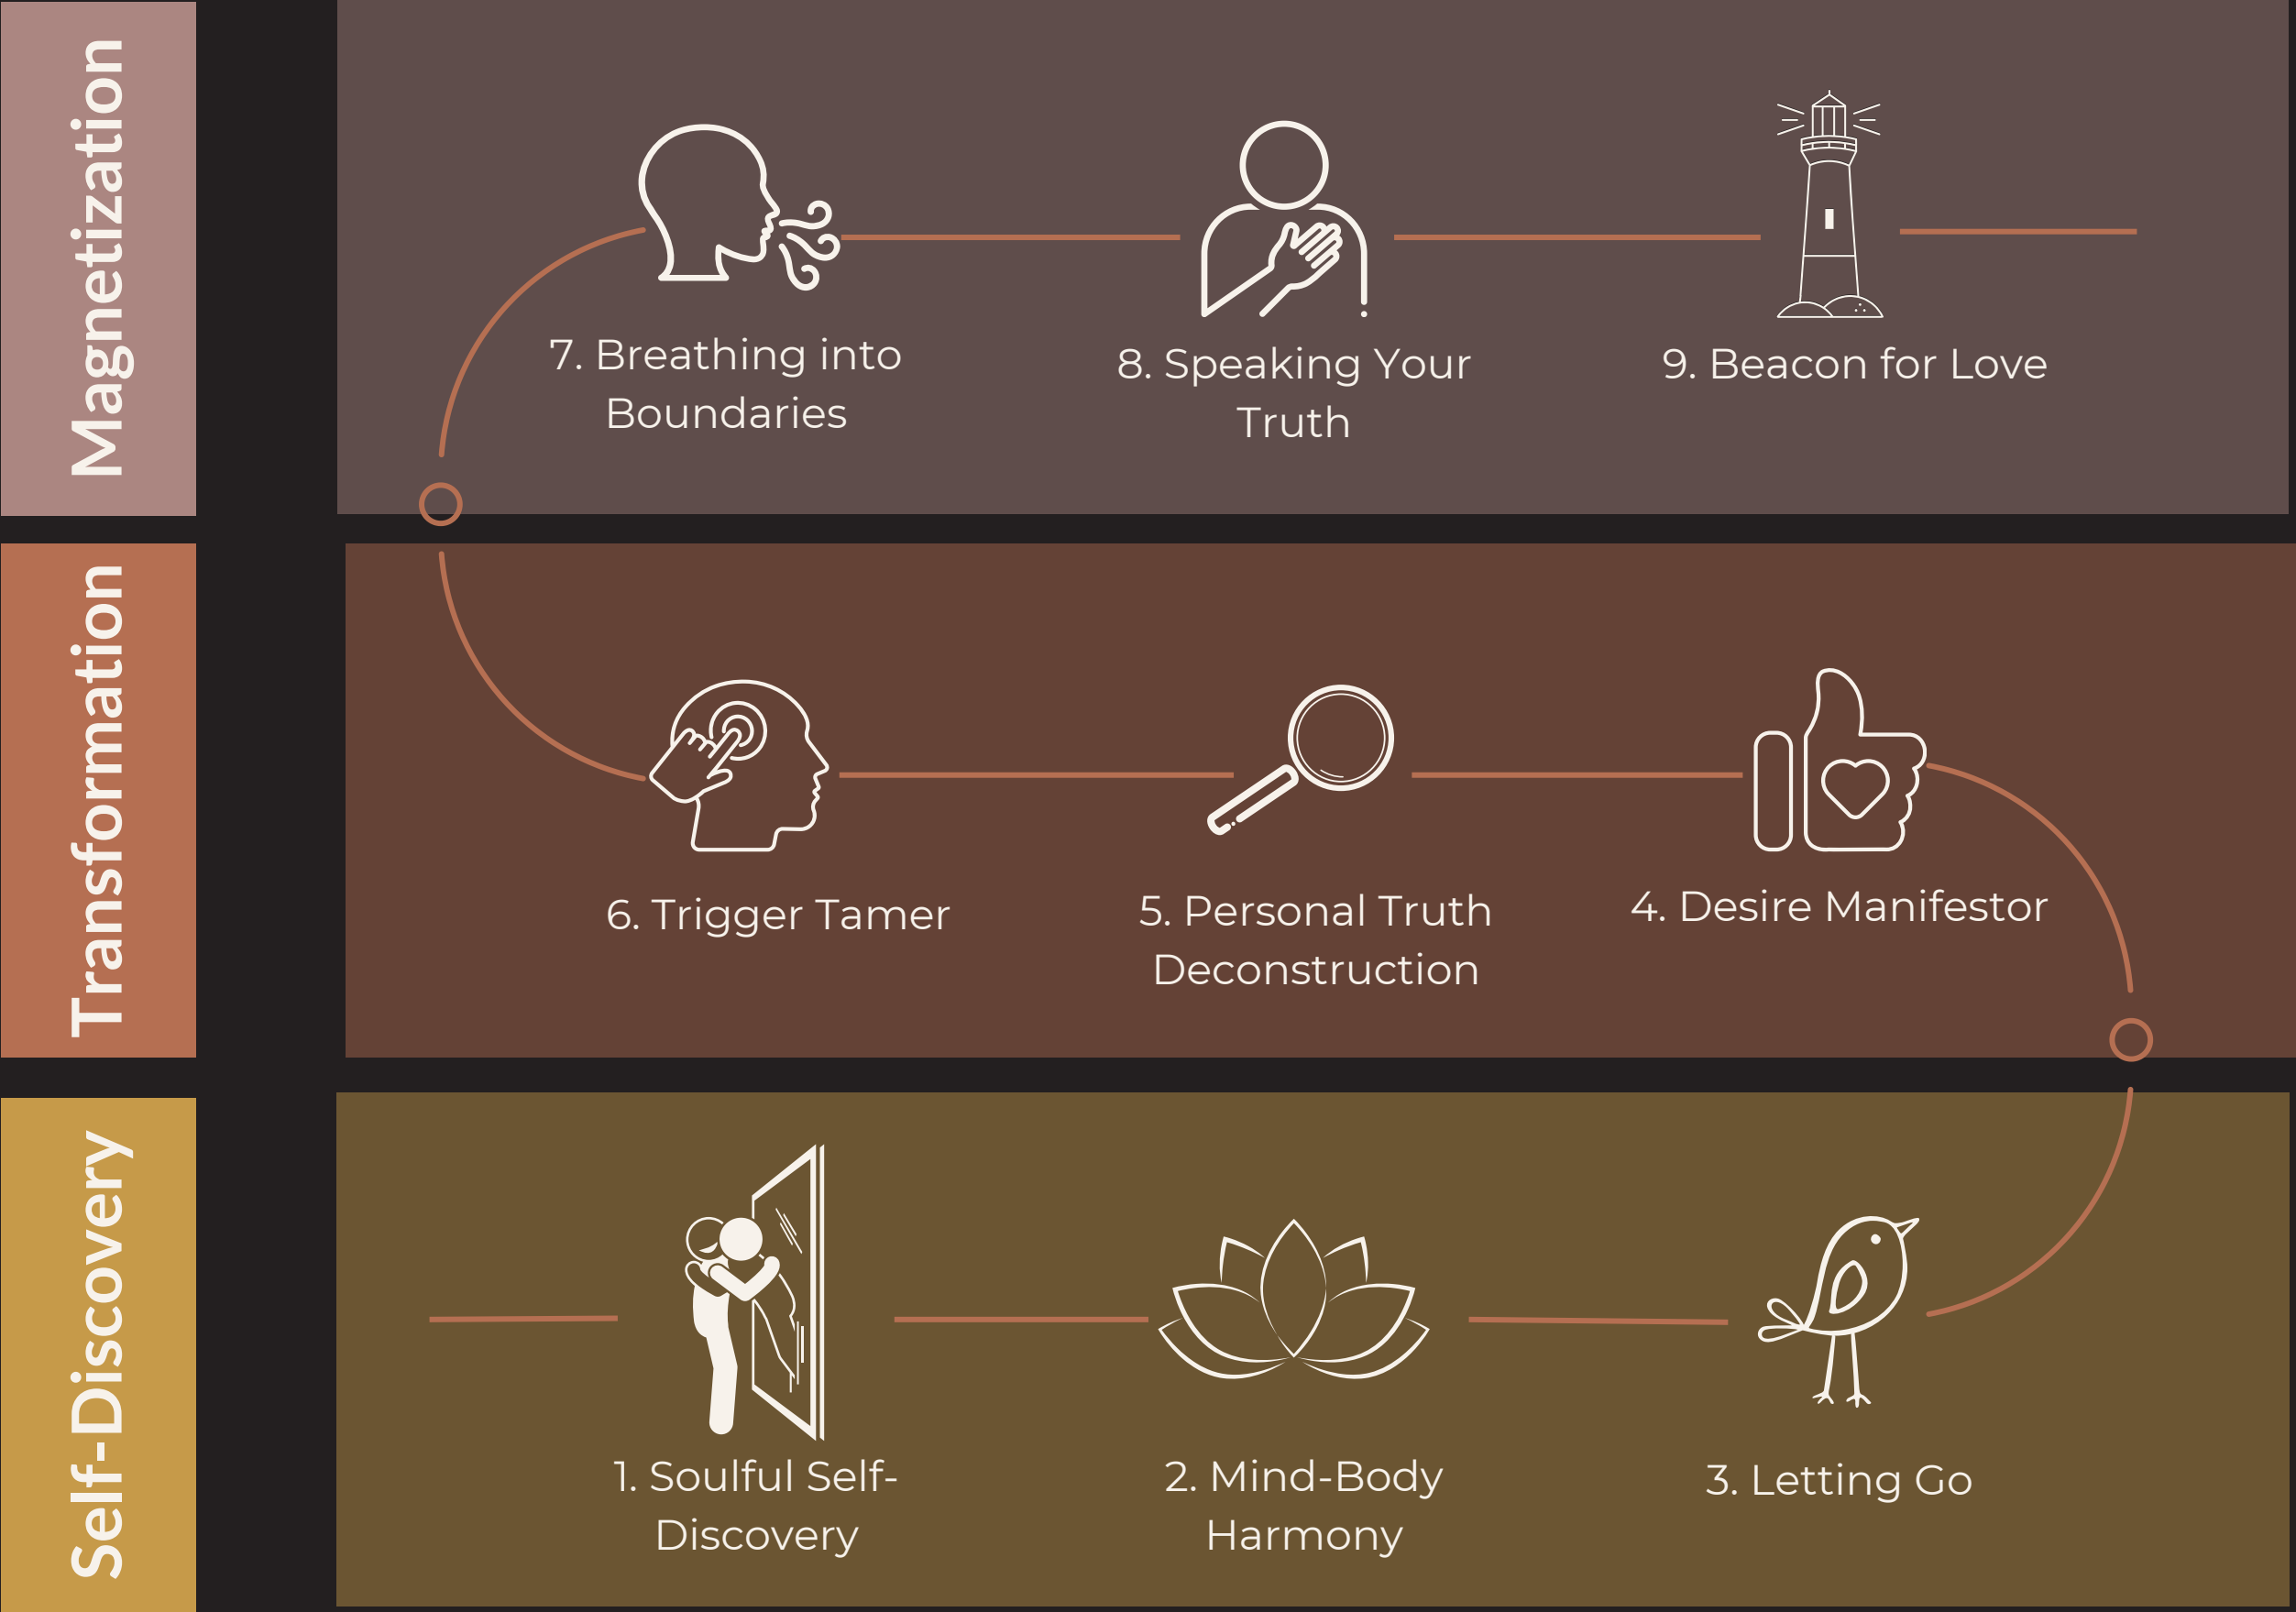 Magnetization
7. Breathing into
Boundaries
8. Speaking Your
Truth
9. Beacon for Love
Transformation
6. Trigger Tamer
5. Personal Truth
Deconstruction
4. Desire Manifestor
Self-Discovery
1. Soulful Self-
Discovery
2. Mind-Body
Harmony
3. Letting Go